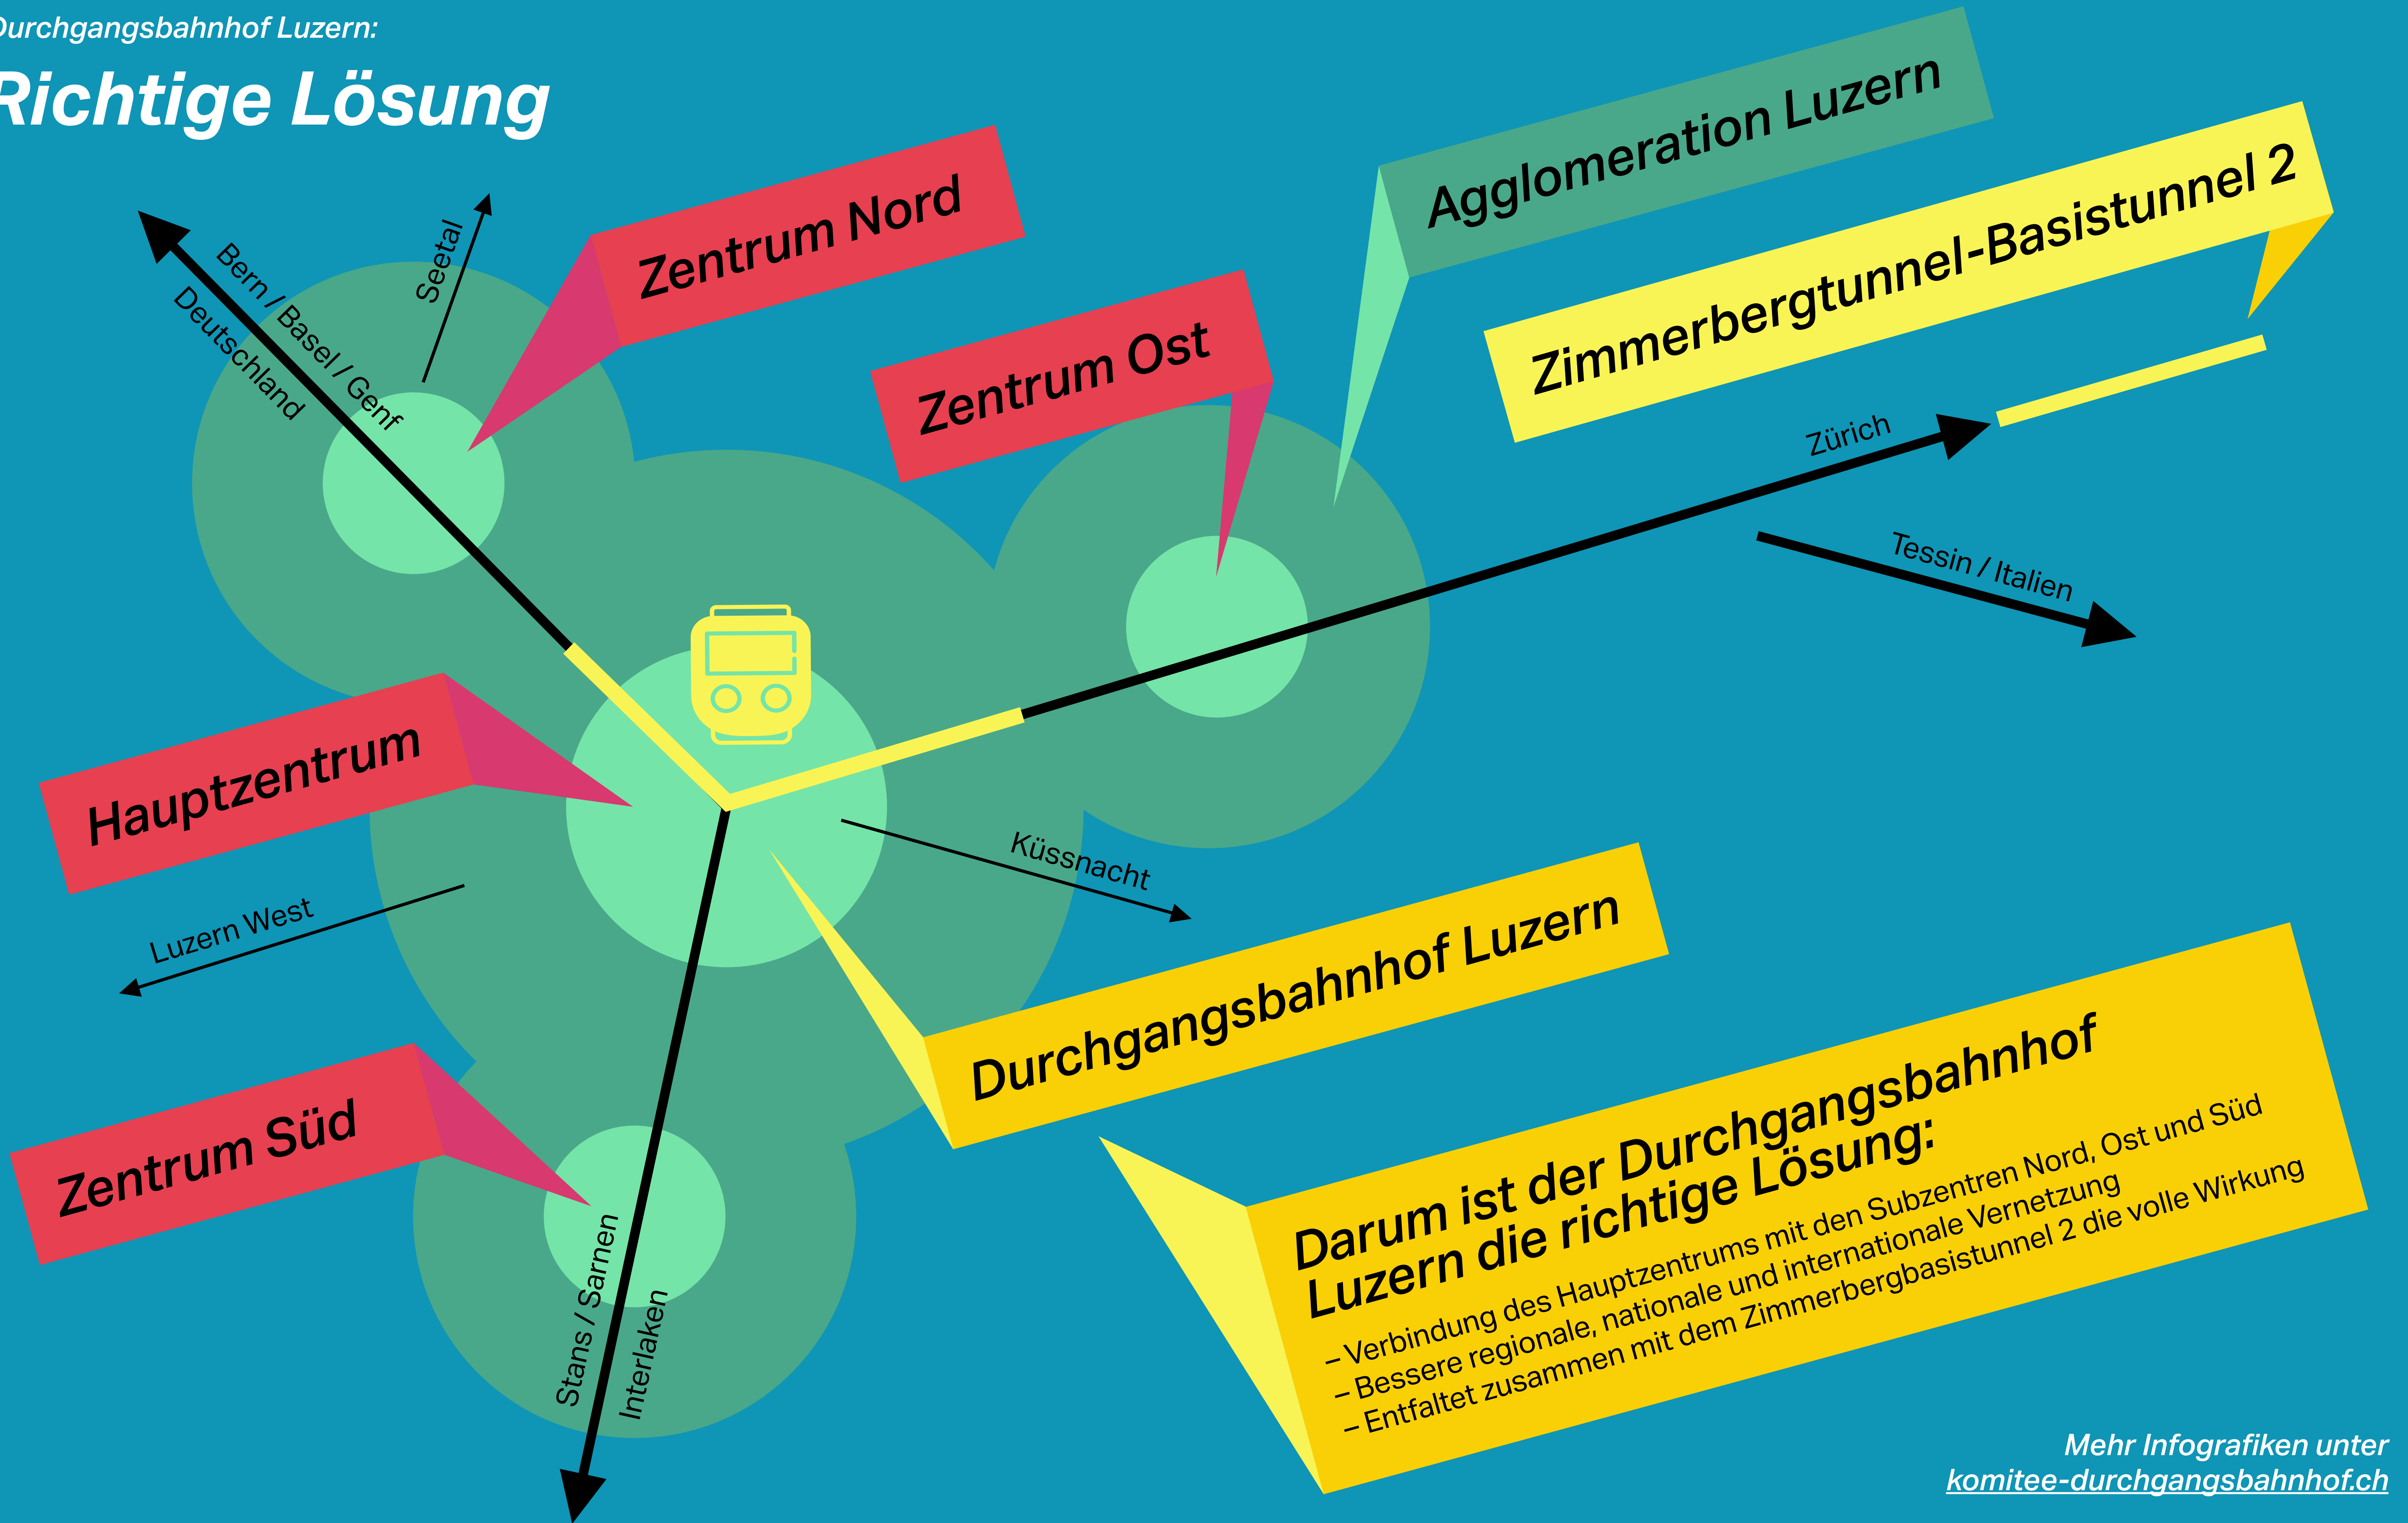 Durchgangsbahnhof Luzern:
Richtige Lösung
Agglomeration Luzern
Zentrum Nord
Zimmerbergtunnel-Basistunnel 2
Seetal
Bern / Basel / Genf
Deutschland
Zentrum Ost
Zürich
Tessin / Italien
Hauptzentrum
Küssnacht
Luzern West
Durchgangsbahnhof Luzern
Zentrum Süd
Stans / Sarnen
Interlaken
Darum ist der Durchgangsbahnhof
Luzern die richtige Lösung:
– Verbindung des Hauptzentrums mit den Subzentren Nord, Ost und Süd
– Bessere regionale, nationale und internationale Vernetzung
– Entfaltet zusammen mit dem Zimmerbergbasistunnel 2 die volle Wirkung
Mehr Infografiken unter
komitee-durchgangsbahnhof.ch